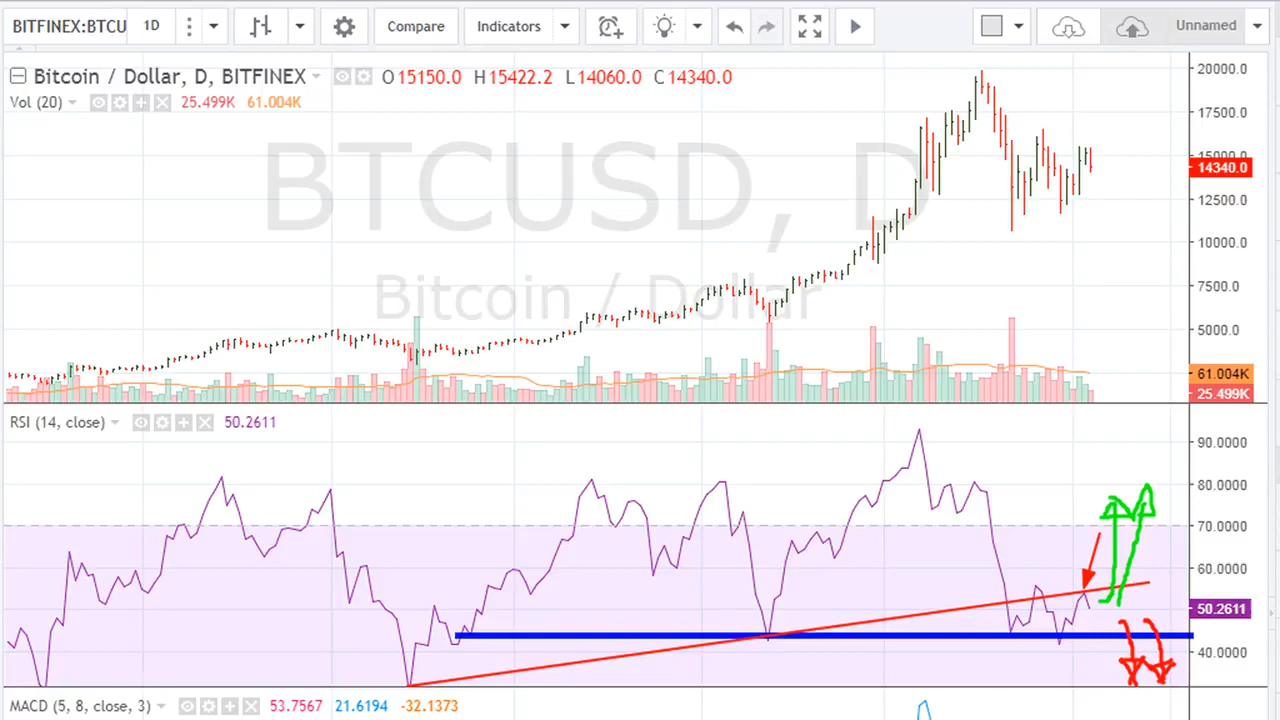 BITFINEX:BTCU 1D Compare Indicators Unnamed
Bitcoin / Dollar, D, BITFINEX O15150.0 H15422.2 L14060.0 C14340.0
Vol (20) 25.499K 61.004K
BTCUSD, D
Bitcoin / Dollar
20000.0
17500.0
15000.0
14340.0
12500.0
10000.0
7500.0
5000.0
61.004K
25.499K
RSI (14, close) 50.2611
90.0000
80.0000
70.0000
60.0000
50.2611
40.0000
MACD (5, 8, close, 3) 53.7567 21.6194 -32.1373